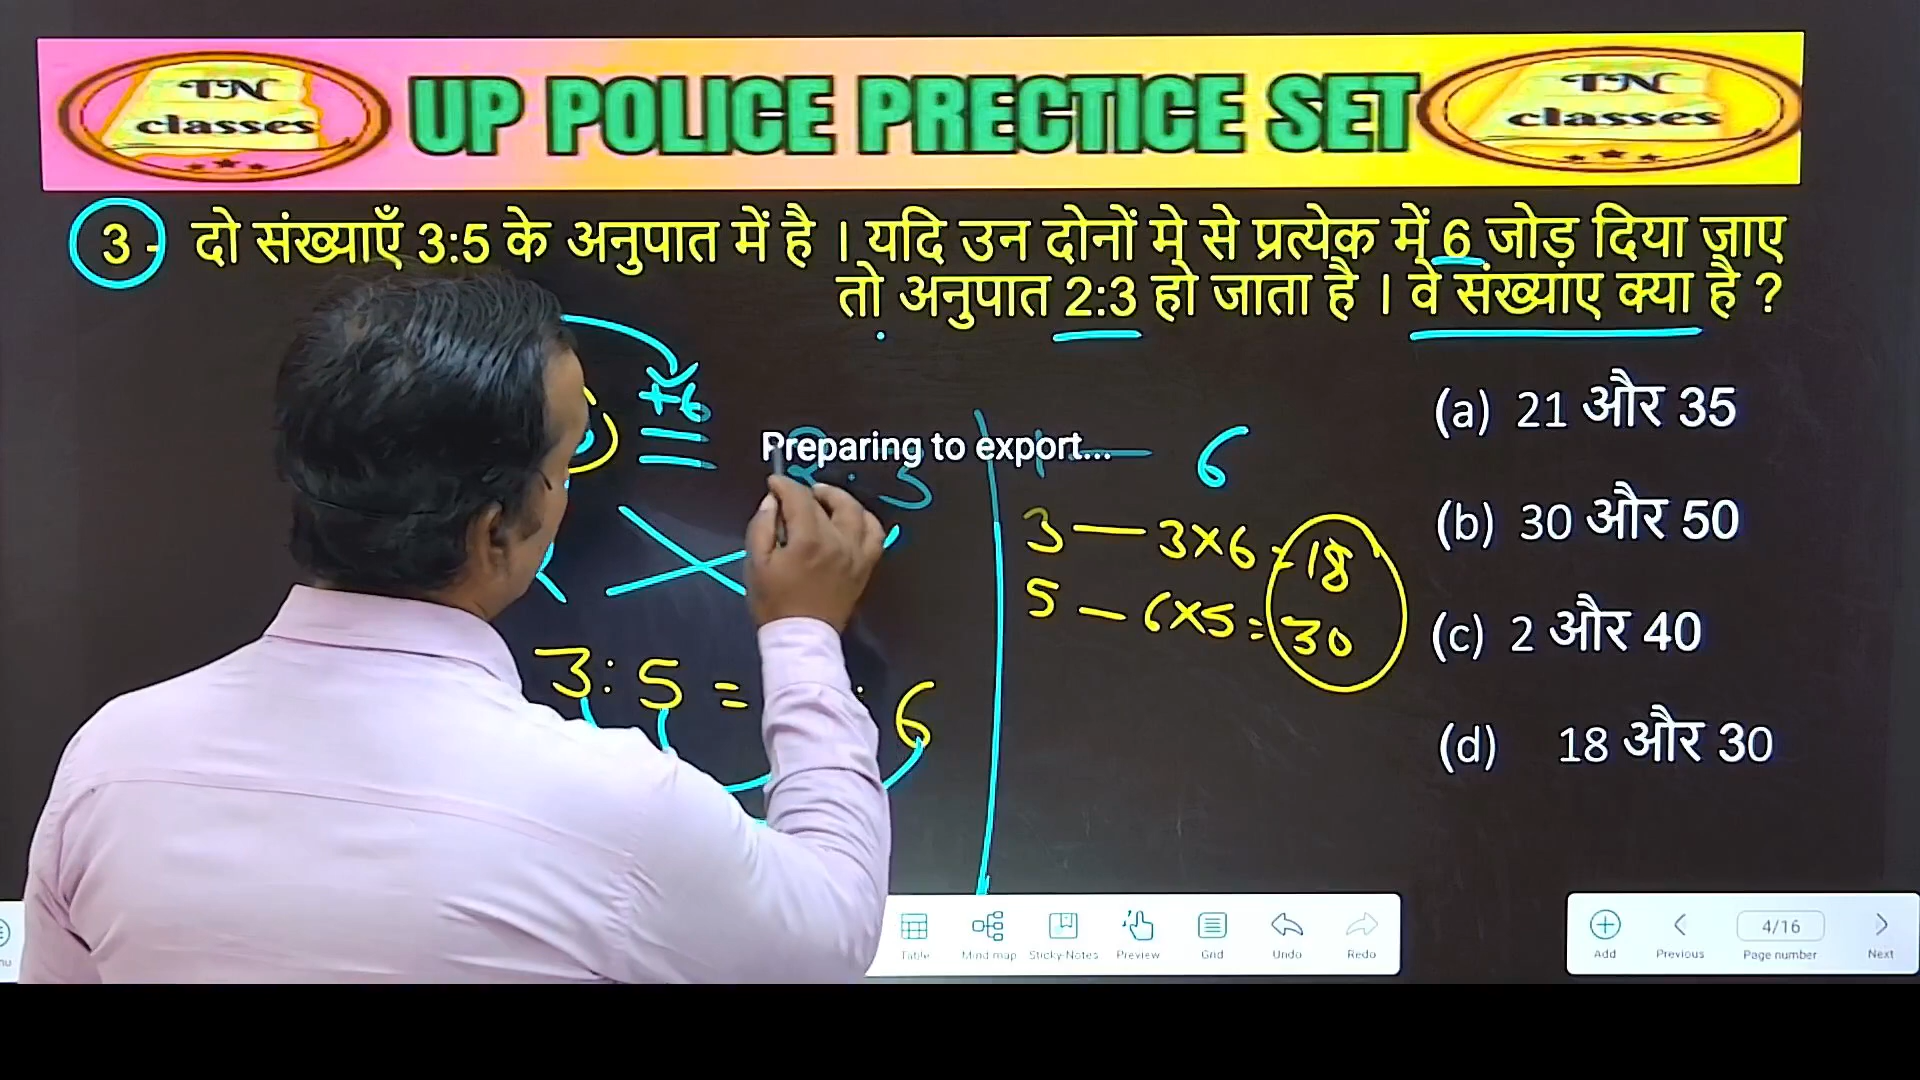 TN
classes
UP POLICE PRECTICE SET
TN
classes
3 - दो संख्याएँ 3:5 के अनुपात में है । यदि उन दोनों मे से प्रत्येक में 6 जोड़ दिया जाए
तो अनुपात 2:3 हो जाता है । वे संख्याए क्या है ?
+6
Preparing to export...
6
3 — 3×6 = 18
5 — 6×5 = 30
3 : 5 = : 6
(a) 21 और 35
(b) 30 और 50
(c) 2 और 40
(d) 18 और 30
Table
Mind map
Sticky-Notes
Preview
Grid
Undo
Redo
Add
Previous
4/16
Page number
Next